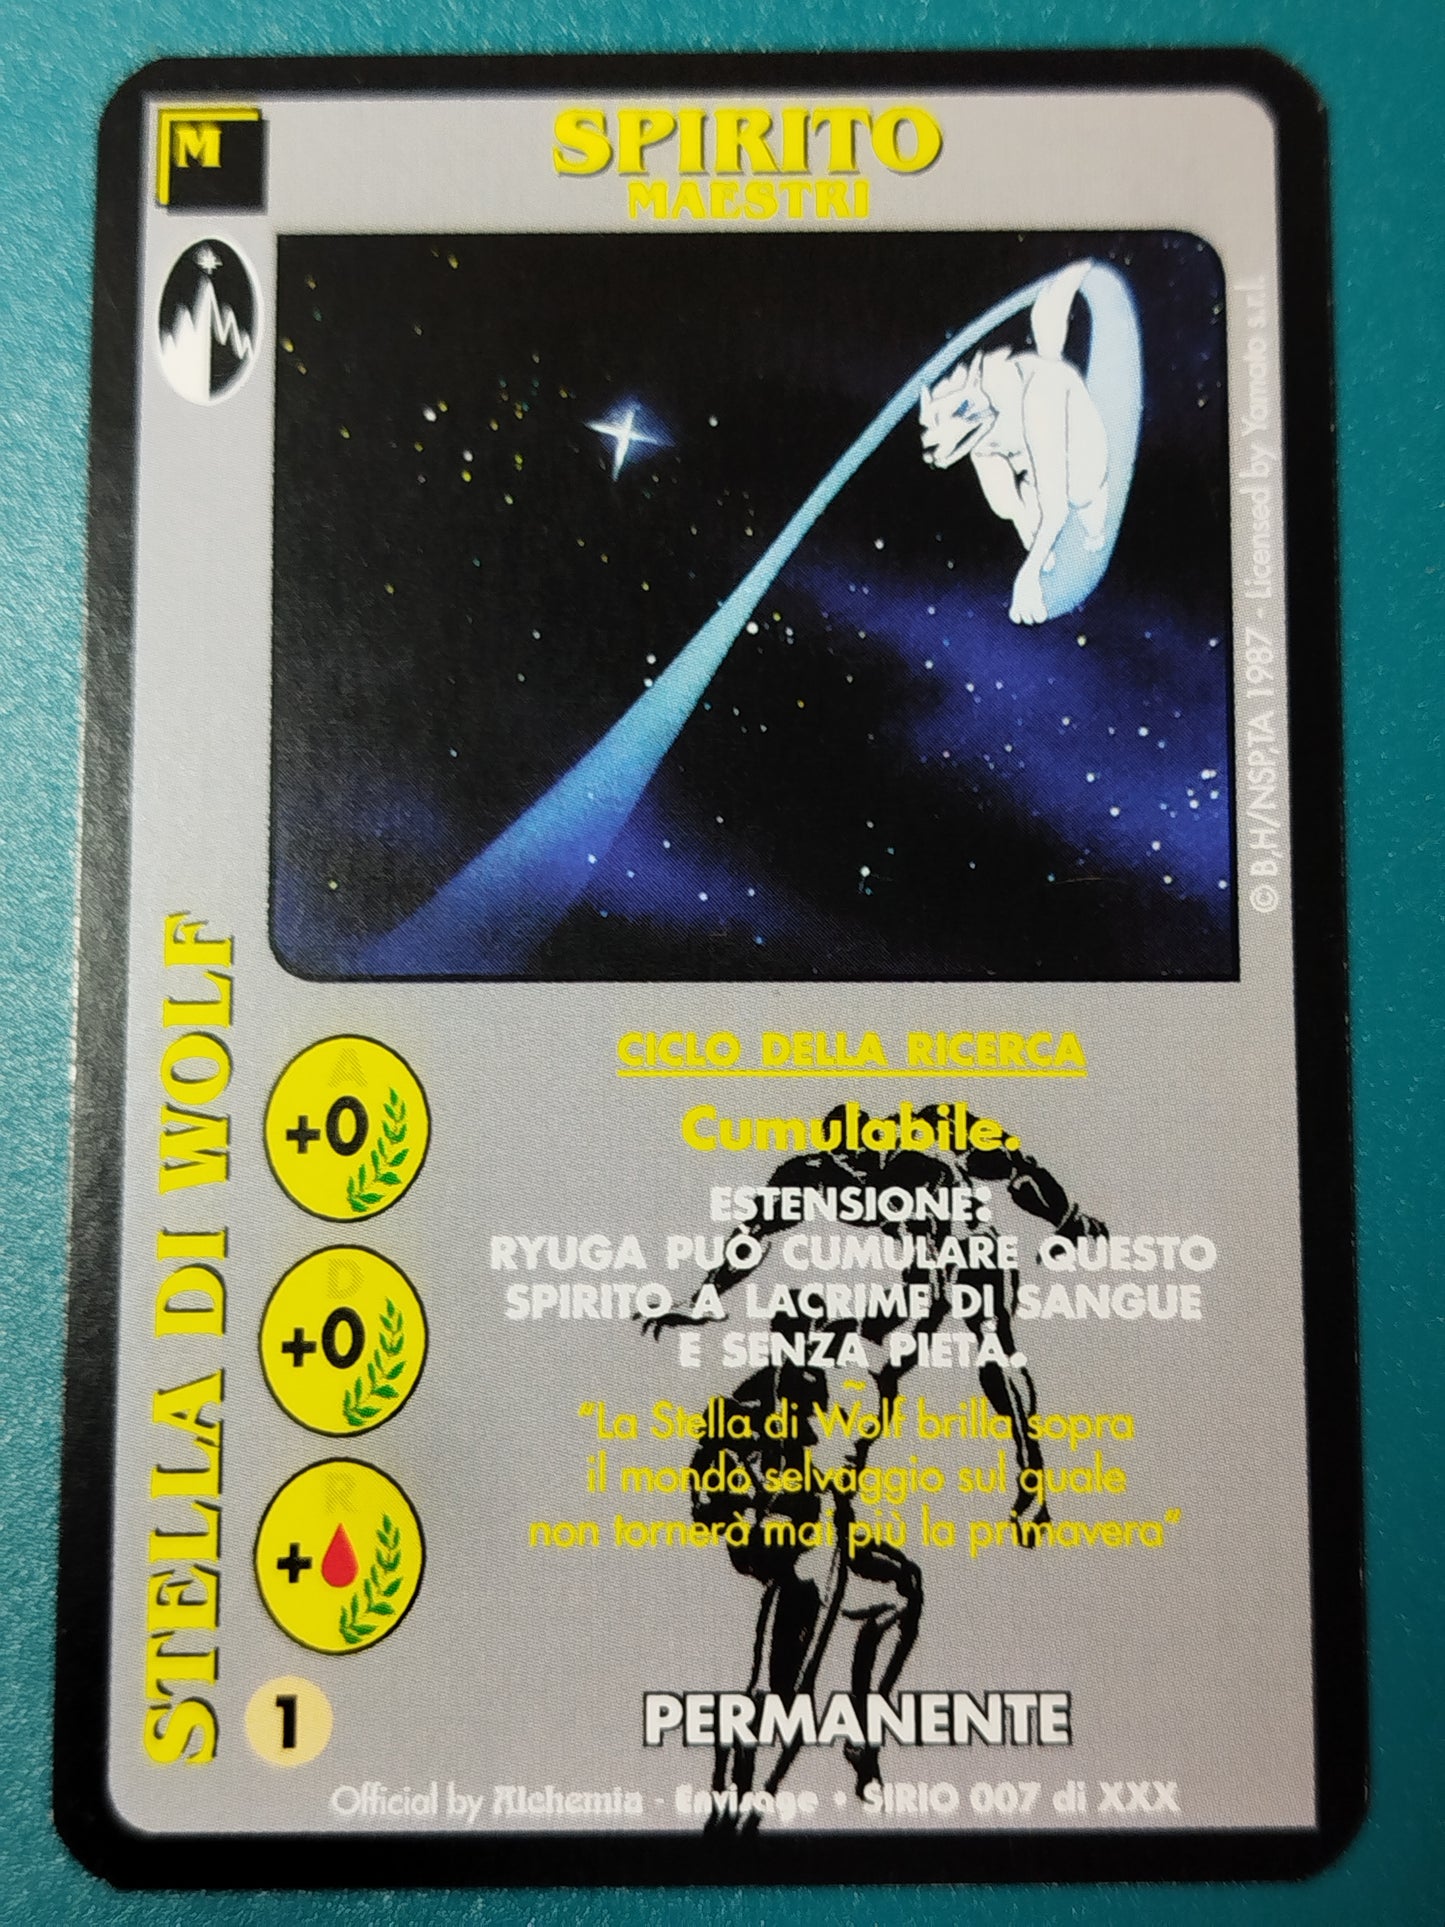 M
SPIRITO
MAESTRI
© B,H/NSP,TA 1987 - Licensed by Yamato s.r.l.
STELLA DI WOLF
A
+0
D
+0
R
+
1
CICLO DELLA RICERCA
Cumulabile.
ESTENSIONE:
RYUGA PUÒ CUMULARE QUESTO
SPIRITO A LACRIME DI SANGUE
E SENZA PIETÀ.
~
"La Stella di Wolf brilla sopra
il mondo selvaggio sul quale
non tornerà mai più la primavera"
PERMANENTE
Official by Alchemia - Envisage • SIRIO 007 di XXX